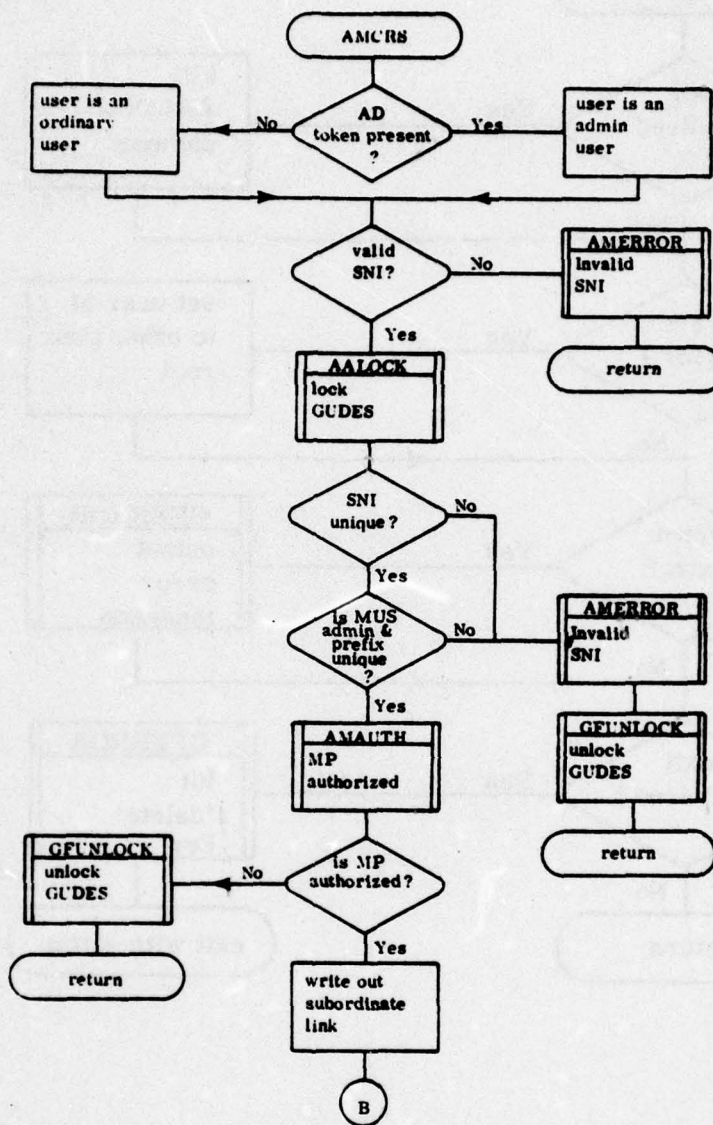 AMCRS
user is an
ordinary
user
No
AD
token present
?
Yes
user is an
admin
user
valid
SNI?
No
AMERROR
Invalid
SNI
return
Yes
AALOCK
lock
GUDES
SNI
unique?
No
Yes
is MUS
admin &
prefix
unique
?
No
AMERROR
Invalid
SNI
Yes
AMAUTH
MP
authorized
GFUNLOCK
unlock
GUDES
return
is MP
authorized?
No
GFUNLOCK
unlock
GUDES
return
Yes
write out
subordinate
link
B